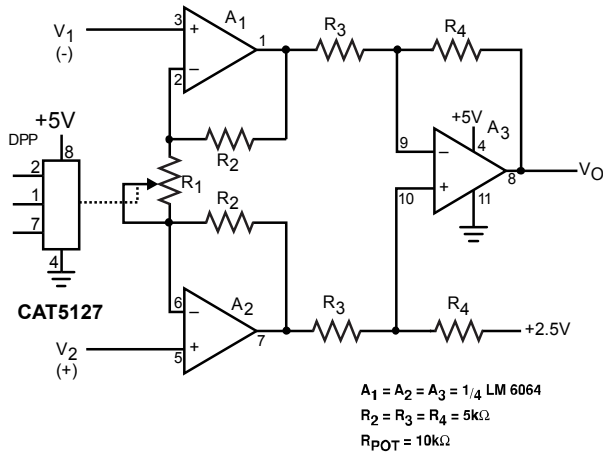 A1
V1
(-)
3
+
1
–
2
R3
R4
+5V
DPP
8
R2
+5V
A3
4
9
–
2
1
7
R1
R2
8
VO
10
+
11
4
CAT5127
6
–
A2
7
R3
R4
+2.5V
V2
(+)
5
+
A1 = A2 = A3 = 1/4 LM 6064
R2 = R3 = R4 = 5kΩ
RPOT = 10kΩ